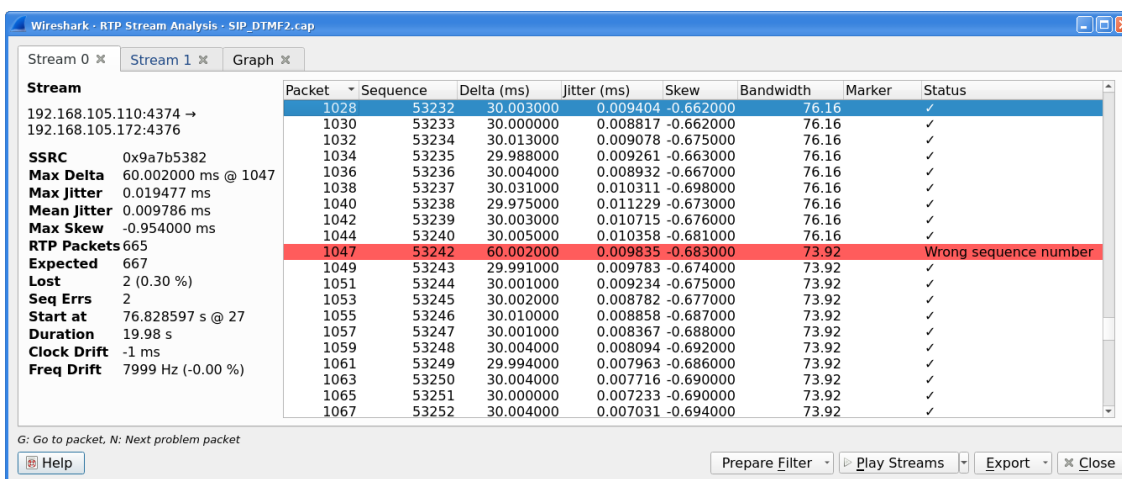 Wireshark · RTP Stream Analysis · SIP_DTMF2.cap
Stream 0 Stream 1 Graph
Stream
192.168.105.110:4374 →
192.168.105.172:4376
SSRC 0x9a7b5382
Max Delta 60.002000 ms @ 1047
Max Jitter 0.019477 ms
Mean Jitter 0.009786 ms
Max Skew -0.954000 ms
RTP Packets 665
Expected 667
Lost 2 (0.30 %)
Seq Errs 2
Start at 76.828597 s @ 27
Duration 19.98 s
Clock Drift -1 ms
Freq Drift 7999 Hz (-0.00 %)
Packet Sequence Delta (ms) Jitter (ms) Skew Bandwidth Marker Status
1028 53232 30.003000 0.009404 -0.662000 76.16 ✓
1030 53233 30.000000 0.008817 -0.662000 76.16 ✓
1032 53234 30.013000 0.009078 -0.675000 76.16 ✓
1034 53235 29.988000 0.009261 -0.663000 76.16 ✓
1036 53236 30.004000 0.008932 -0.667000 76.16 ✓
1038 53237 30.031000 0.010311 -0.698000 76.16 ✓
1040 53238 29.975000 0.011229 -0.673000 76.16 ✓
1042 53239 30.003000 0.010715 -0.676000 76.16 ✓
1044 53240 30.005000 0.010358 -0.681000 76.16 ✓
1047 53242 60.002000 0.009835 -0.683000 73.92 Wrong sequence number
1049 53243 29.991000 0.009783 -0.674000 73.92 ✓
1051 53244 30.001000 0.009234 -0.675000 73.92 ✓
1053 53245 30.002000 0.008782 -0.677000 73.92 ✓
1055 53246 30.010000 0.008858 -0.687000 73.92 ✓
1057 53247 30.001000 0.008367 -0.688000 73.92 ✓
1059 53248 30.004000 0.008094 -0.692000 73.92 ✓
1061 53249 29.994000 0.007963 -0.686000 73.92 ✓
1063 53250 30.004000 0.007716 -0.690000 73.92 ✓
1065 53251 30.000000 0.007233 -0.690000 73.92 ✓
1067 53252 30.004000 0.007031 -0.694000 73.92 ✓
G: Go to packet, N: Next problem packet
Help Prepare Filter Play Streams Export Close